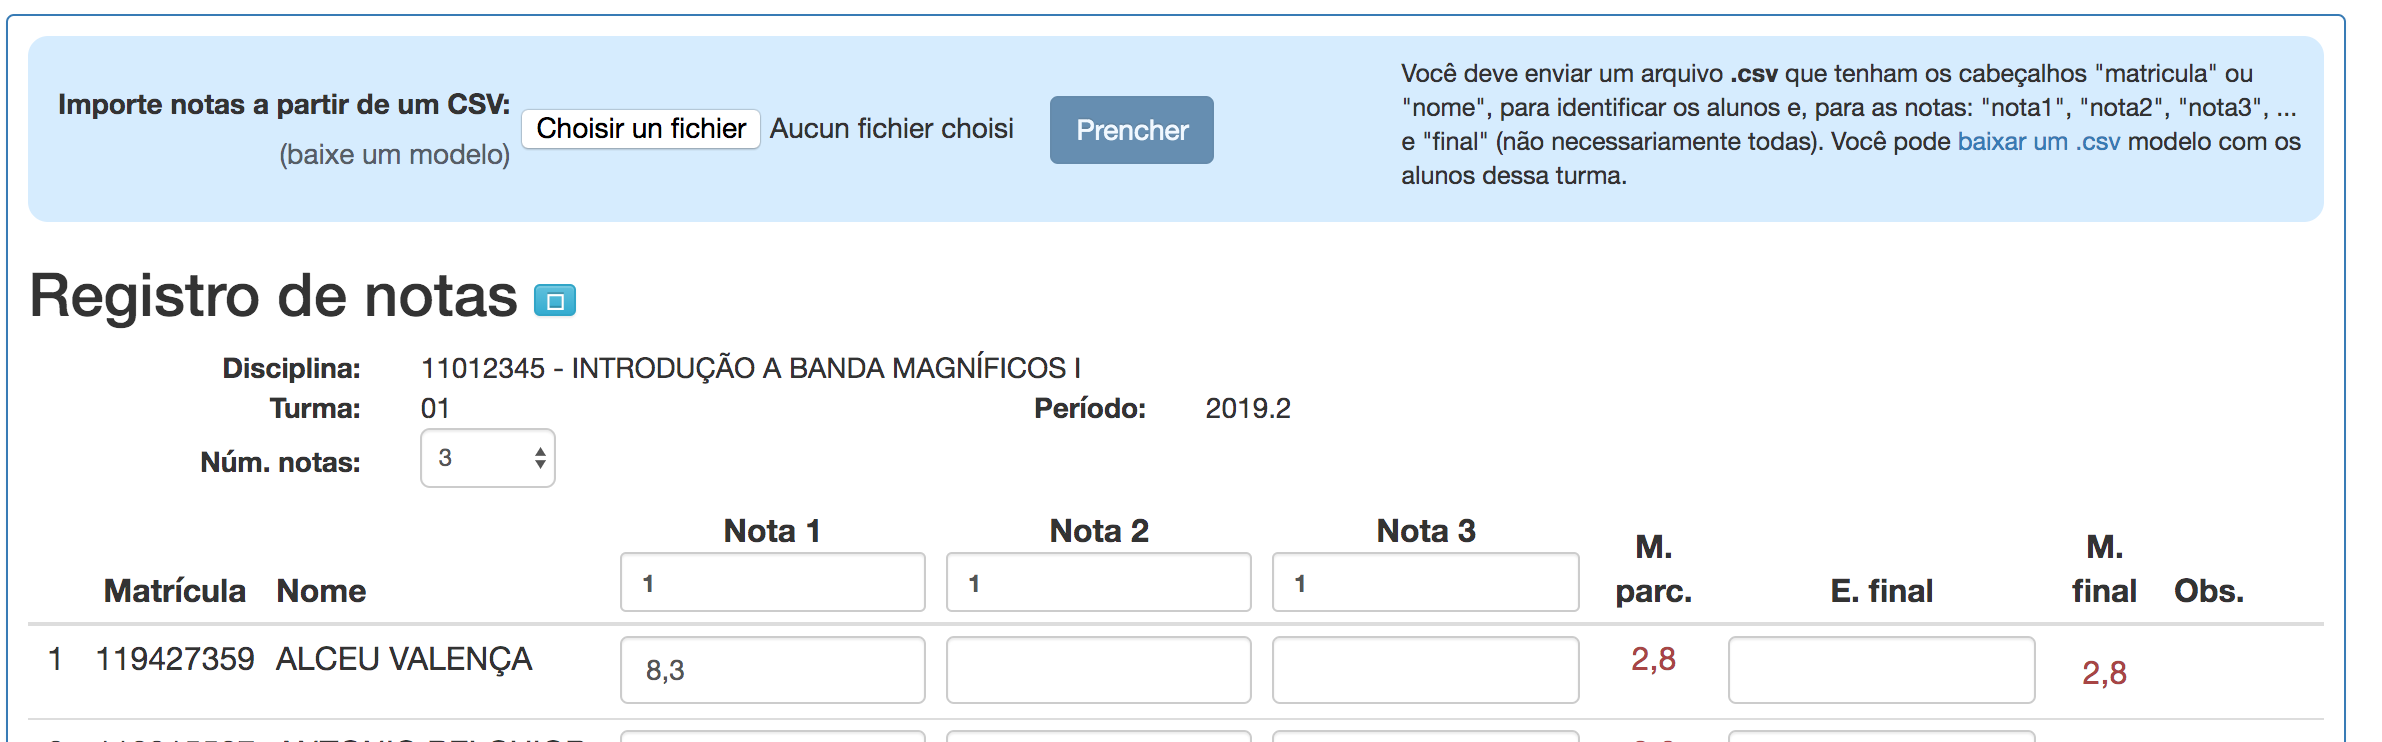 Importe notas a partir de um CSV:
(baixe um modelo)
Choisir un fichier Aucun fichier choisi
Prencher
Você deve enviar um arquivo .csv que tenham os cabeçalhos "matricula" ou
"nome", para identificar os alunos e, para as notas: "nota1", "nota2", "nota3", ...
e "final" (não necessariamente todas). Você pode baixar um .csv modelo com os
alunos dessa turma.
Registro de notas
Disciplina: 11012345 - INTRODUÇÃO A BANDA MAGNÍFICOS I
Turma: 01 Período: 2019.2
Núm. notas: 3
Nota 1 Nota 2 Nota 3
Matrícula Nome 1 1 1 M. parc. E. final M. final Obs.
1 119427359 ALCEU VALENÇA 8,3 2,8 2,8